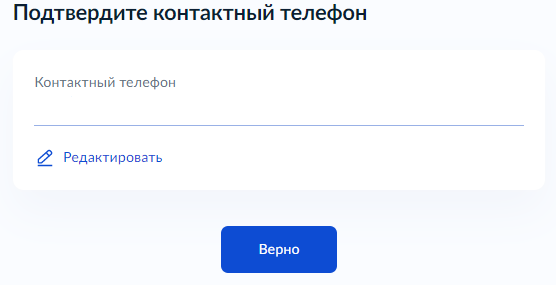 Подтвердите контактный телефон
Контактный телефон
Редактировать
Верно